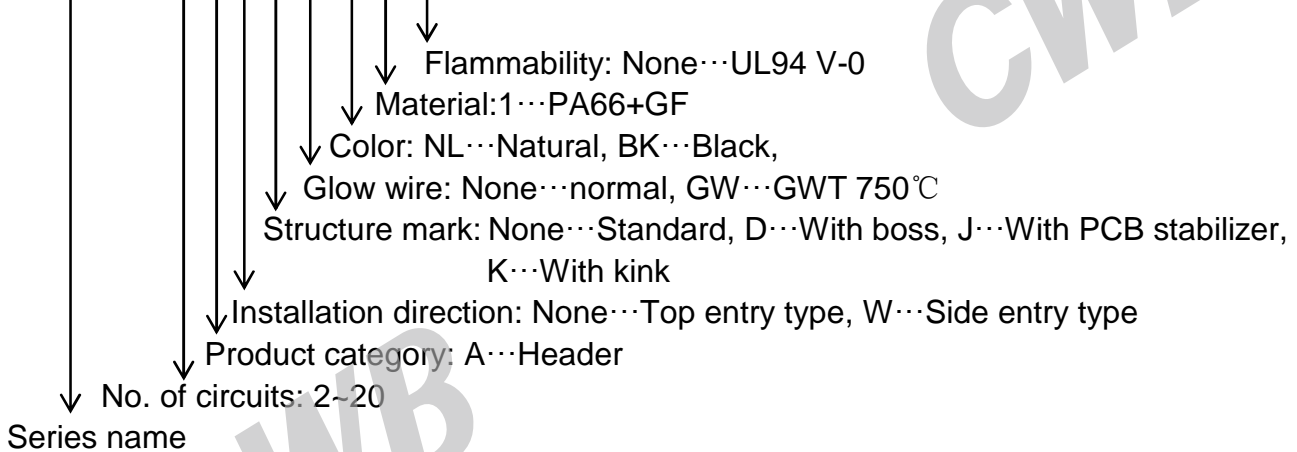 CWB
Flammability: None···UL94 V-0
Material:1···PA66+GF
Color: NL···Natural, BK···Black,
Glow wire: None···normal, GW···GWT 750℃
Structure mark: None···Standard, D···With boss, J···With PCB stabilizer,
K···With kink
Installation direction: None···Top entry type, W···Side entry type
Product category: A···Header
No. of circuits: 2~20
Series name
WB